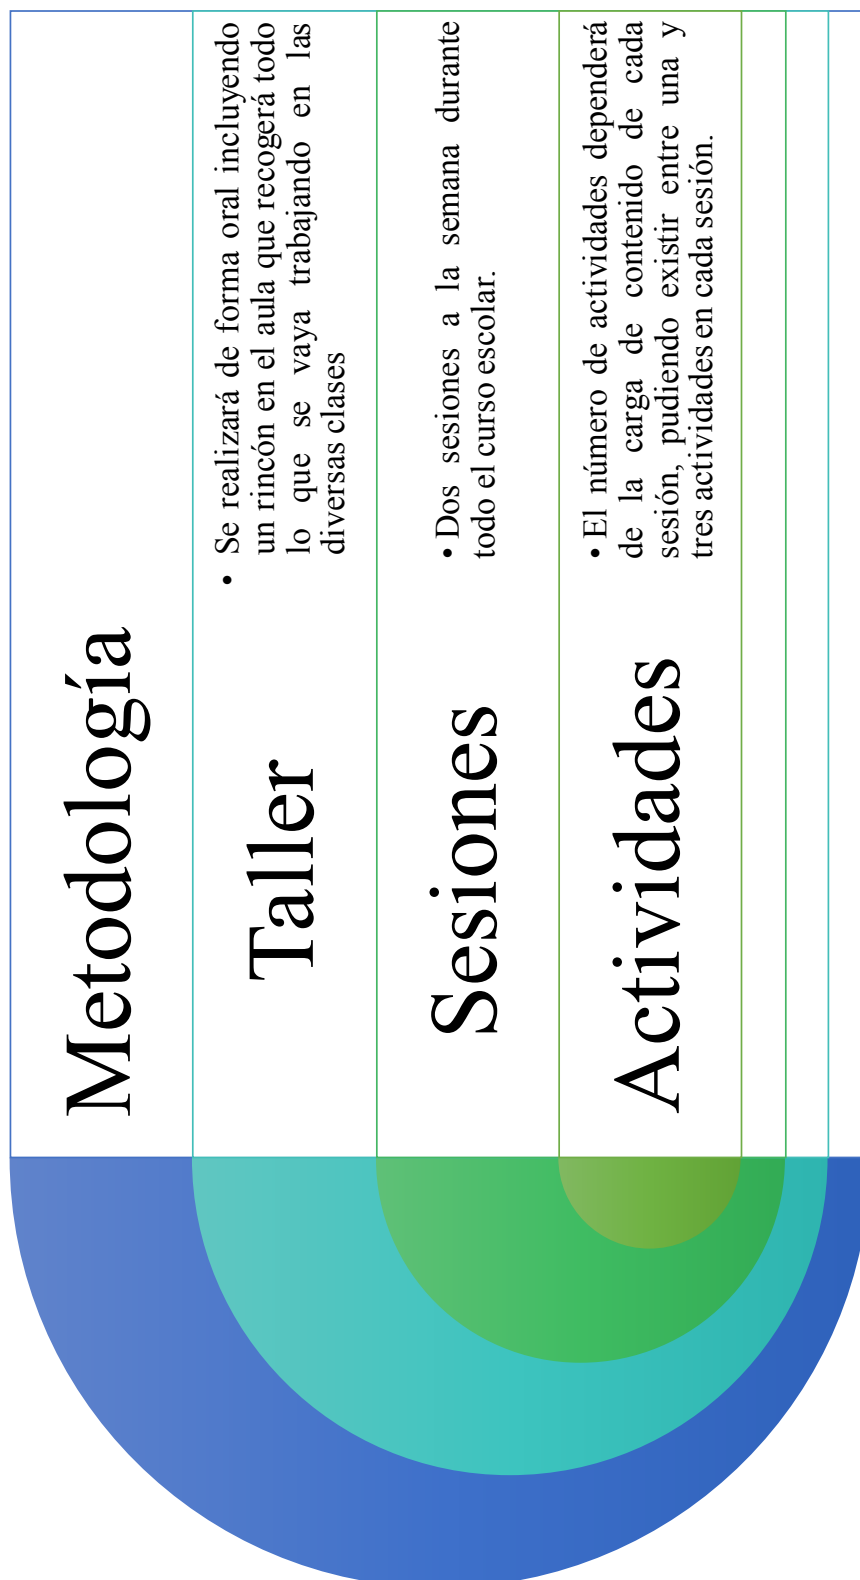 Metodología
Taller
• Se realizará de forma oral incluyendo
un rincón en el aula que recogerá todo
lo que se vaya trabajando en las
diversas clases
Sesiones
• Dos sesiones a la semana durante
todo el curso escolar.
Actividades
• El número de actividades dependerá
de la carga de contenido de cada
sesión, pudiendo existir entre una y
tres actividades en cada sesión.